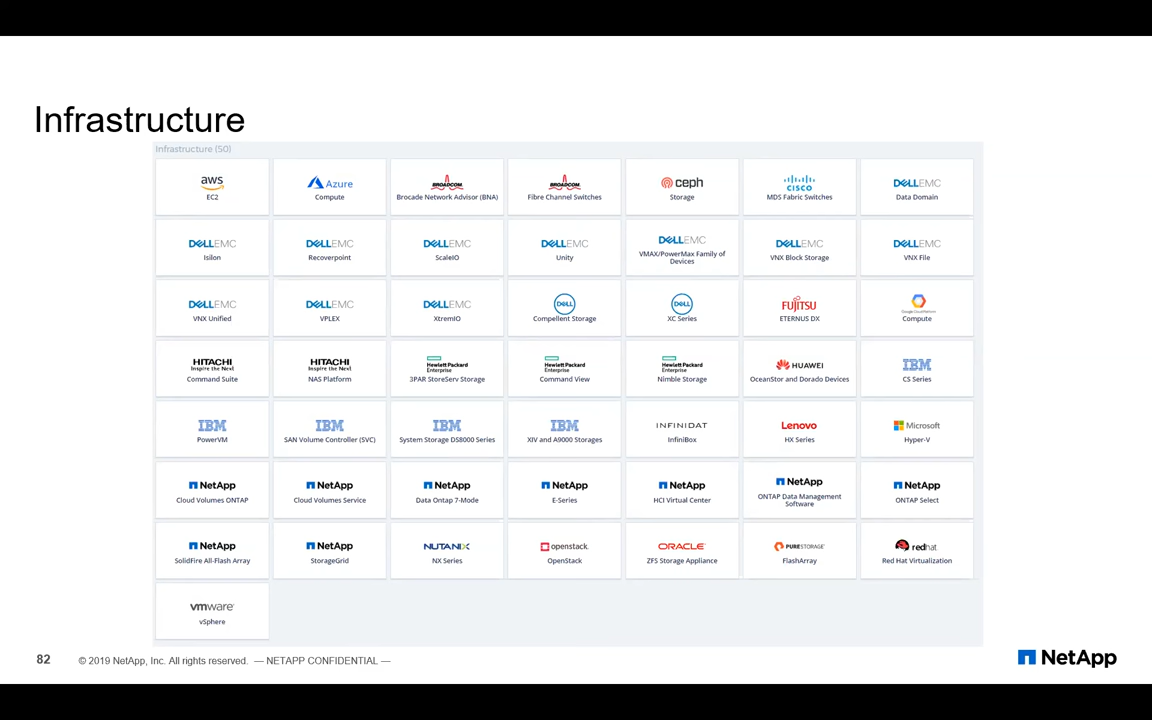 Infrastructure
Infrastructure (50)
aws
EC2
Azure
Compute
BROADCOM
Brocade Network Advisor (BNA)
BROADCOM
Fibre Channel Switches
ceph
Storage
CISCO
MDS Fabric Switches
DELLEMC
Data Domain
DELLEMC
Isilon
DELLEMC
Recoverpoint
DELLEMC
ScaleIO
DELLEMC
Unity
DELLEMC
VMAX/PowerMax Family of
Devices
DELLEMC
VNX Block Storage
DELLEMC
VNX File
DELLEMC
VNX Unified
DELLEMC
VPLEX
DELLEMC
XtremIO
DELL
Compellent Storage
DELL
XC Series
FUJITSU
ETERNUS DX
Google Cloud Platform
Compute
HITACHI
Inspire the Next
Command Suite
HITACHI
Inspire the Next
NAS Platform
Hewlett Packard
Enterprise
3PAR StoreServ Storage
Hewlett Packard
Enterprise
Command View
Hewlett Packard
Enterprise
Nimble Storage
HUAWEI
OceanStor and Dorado Devices
IBM
CS Series
IBM
PowerVM
IBM
SAN Volume Controller (SVC)
IBM
System Storage DS8000 Series
IBM
XIV and A9000 Storages
INFINIDAT
InfiniBox
Lenovo
HX Series
Microsoft
Hyper-V
NetApp
Cloud Volumes ONTAP
NetApp
Cloud Volumes Service
NetApp
Data Ontap 7-Mode
NetApp
E-Series
NetApp
HCI Virtual Center
NetApp
ONTAP Data Management
Software
NetApp
ONTAP Select
NetApp
SolidFire All-Flash Array
NetApp
StorageGrid
NUTANIX
NX Series
openstack.
OpenStack
ORACLE
ZFS Storage Appliance
PURESTORAGE
FlashArray
redhat
Red Hat Virtualization
vmware
vSphere
82 © 2019 NetApp, Inc. All rights reserved. — NETAPP CONFIDENTIAL —
NetApp